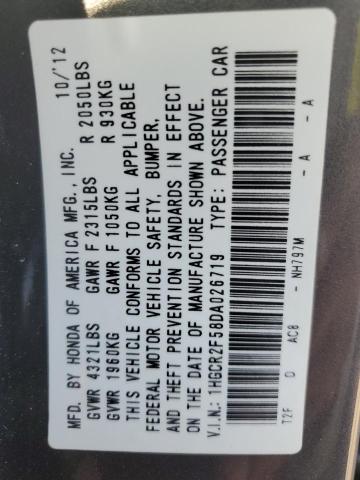 MFD. BY HONDA OF AMERICA MFG., INC. 10/'12
GVWR 4321LBS GAWR F 2315LBS R 2050LBS
GVWR 1960KG GAWR F 1050KG R 930KG
THIS VEHICLE CONFORMS TO ALL APPLICABLE
FEDERAL MOTOR VEHICLE SAFETY, BUMPER,
AND THEFT PREVENTION STANDARDS IN EFFECT
ON THE DATE OF MANUFACTURE SHOWN ABOVE.
V.I.N.: 1HGCR2F58DA026719 TYPE: PASSENGER CAR
T2F D AC8 - NH797M - A - A